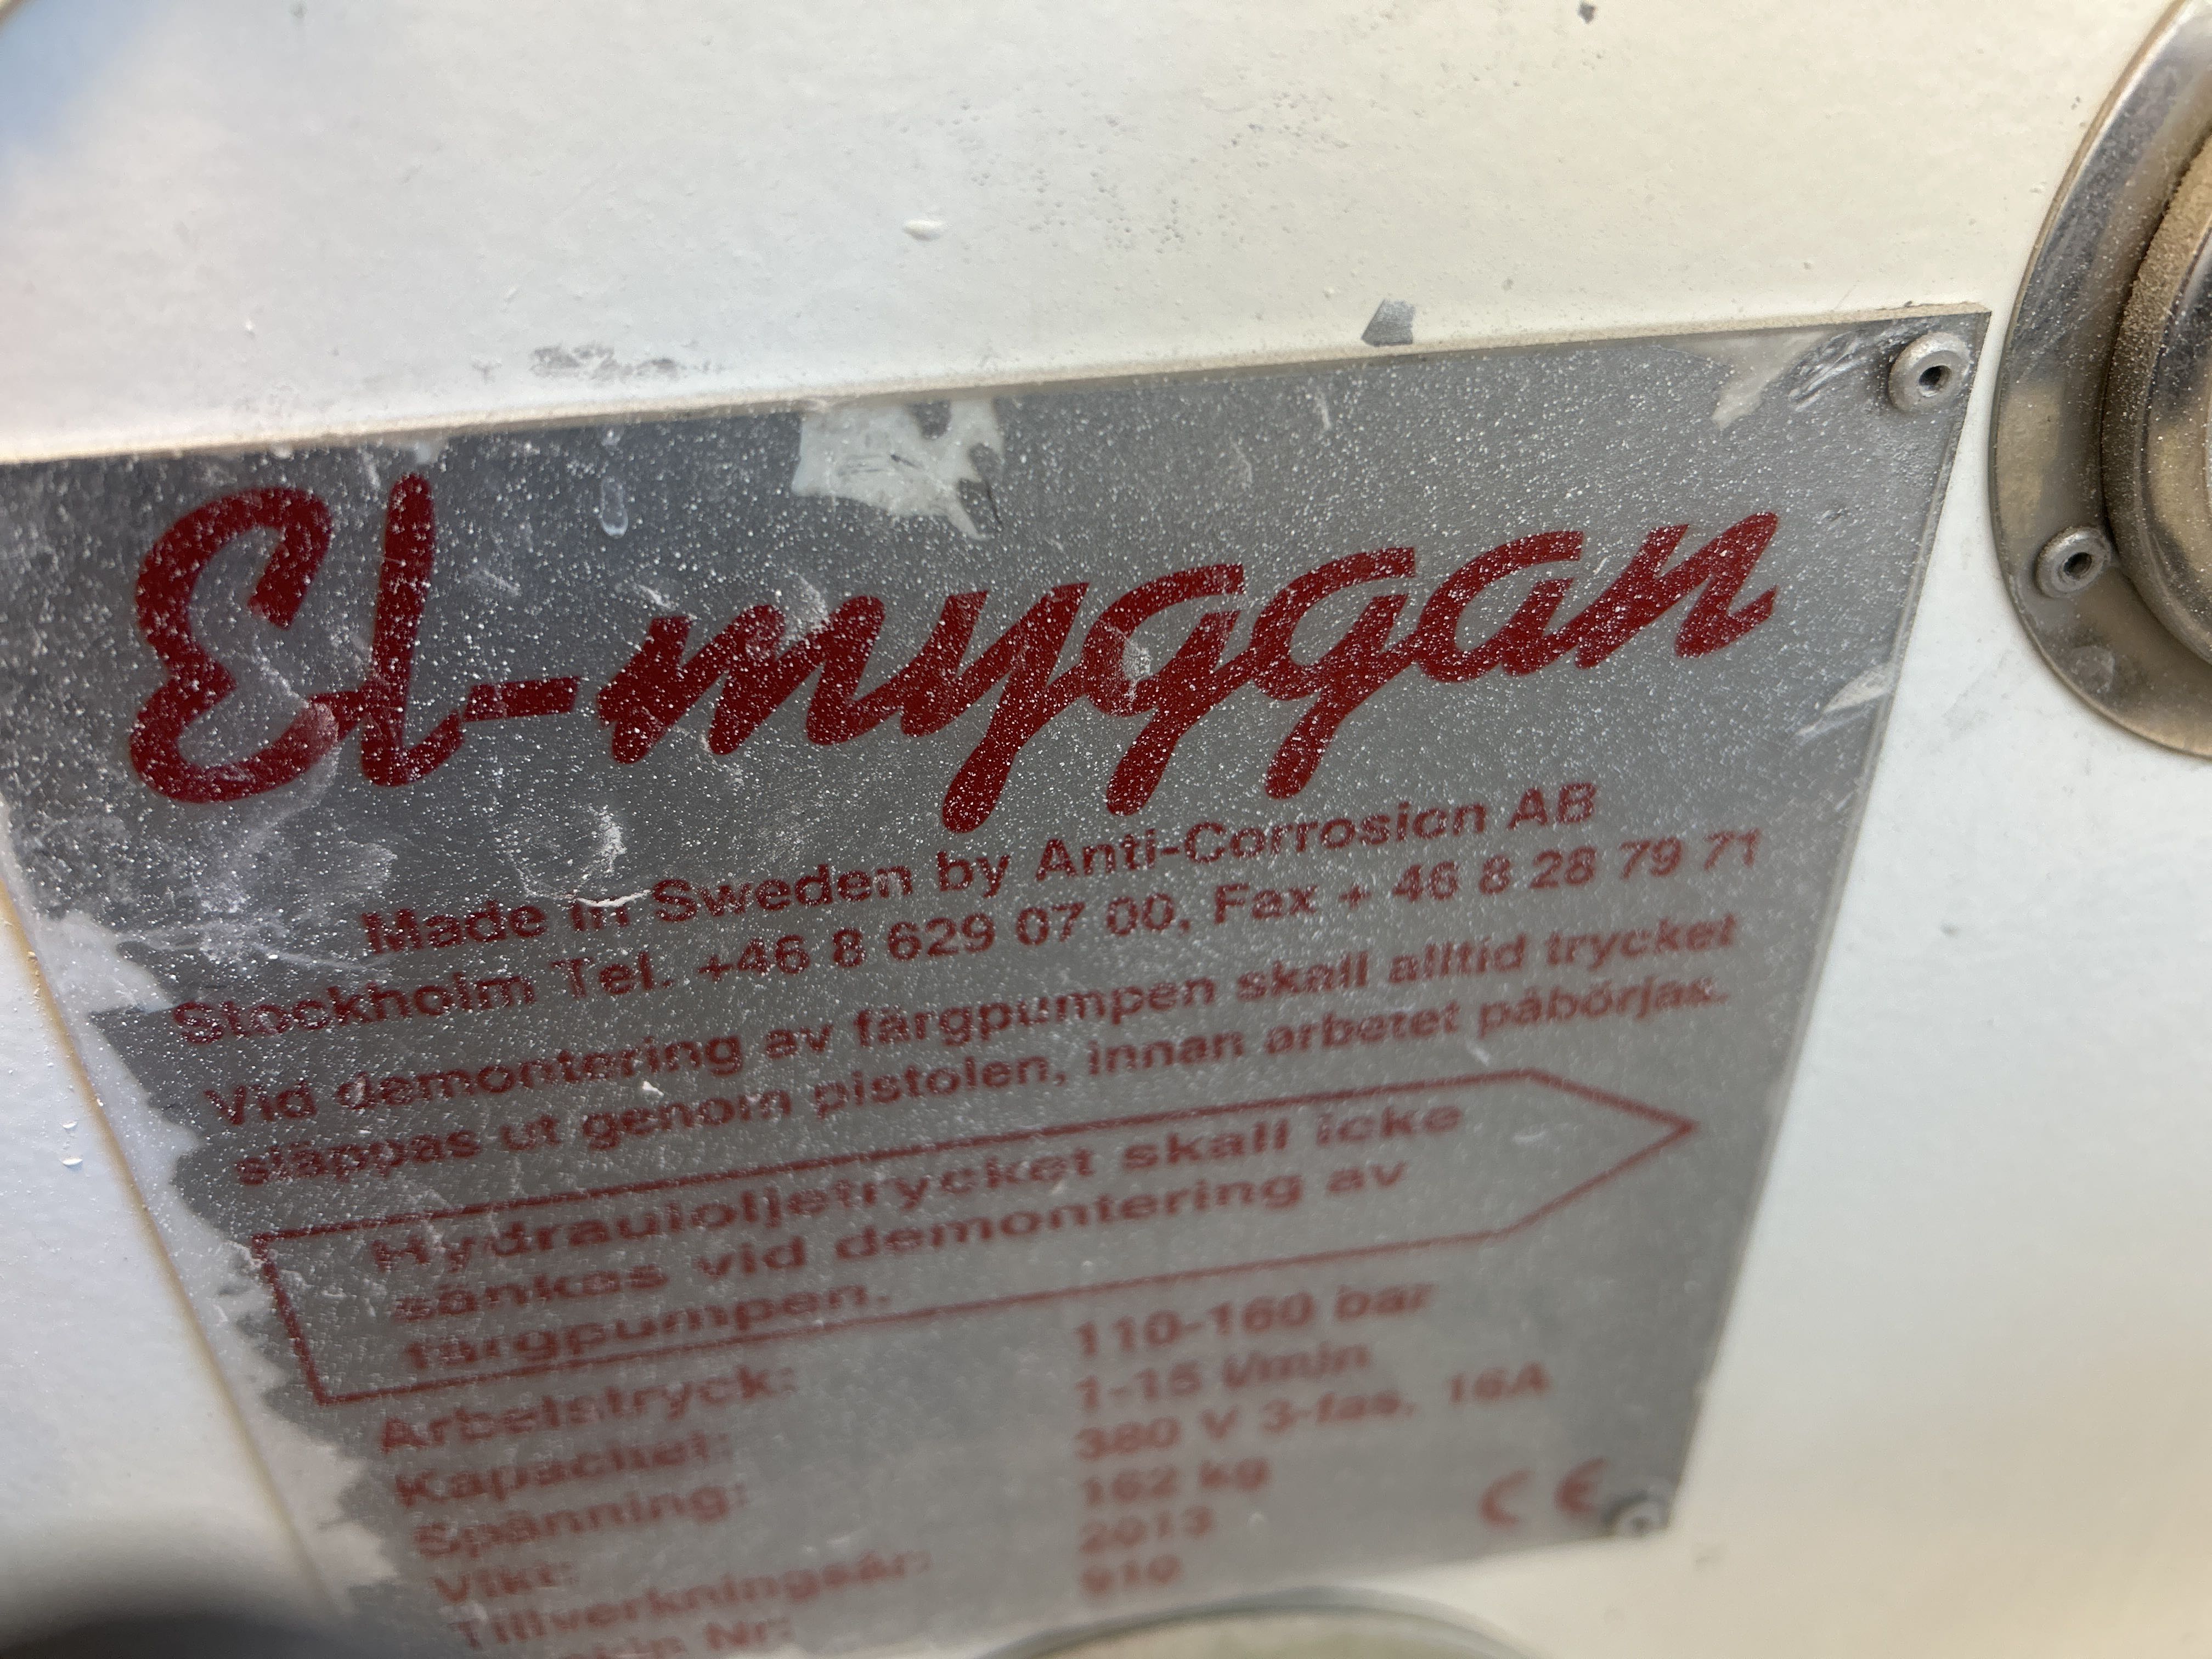 El-myggan
Made in Sweden by Anti-Corrosion AB
Stockholm Tel. +46 8 629 07 00, Fax + 46 8 28 79 71
Vid demontering av färgpumpen skall alltid trycket
släppas ut genom pistolen, innan arbetet påbörjas.
Hydrauloljetrycket skall icke
sänkas vid demontering av
färgpumpen.
Arbetstryck: 110-160 bar
Kapacitet: 1-15 l/min
Spänning: 380 V 3-fas, 16A
Vikt: 162 kg
Tillverkningsår: 2013
Nr: 910
CE